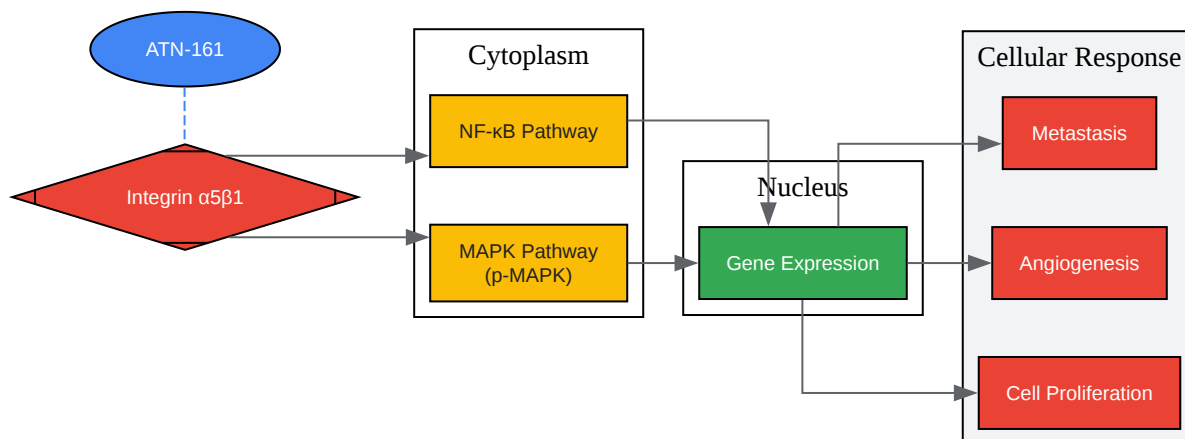 ATN-161
Integrin α5β1
Cytoplasm
NF-κB Pathway
MAPK Pathway
(p-MAPK)
Nucleus
Gene Expression
Cellular Response
Metastasis
Angiogenesis
Cell Proliferation